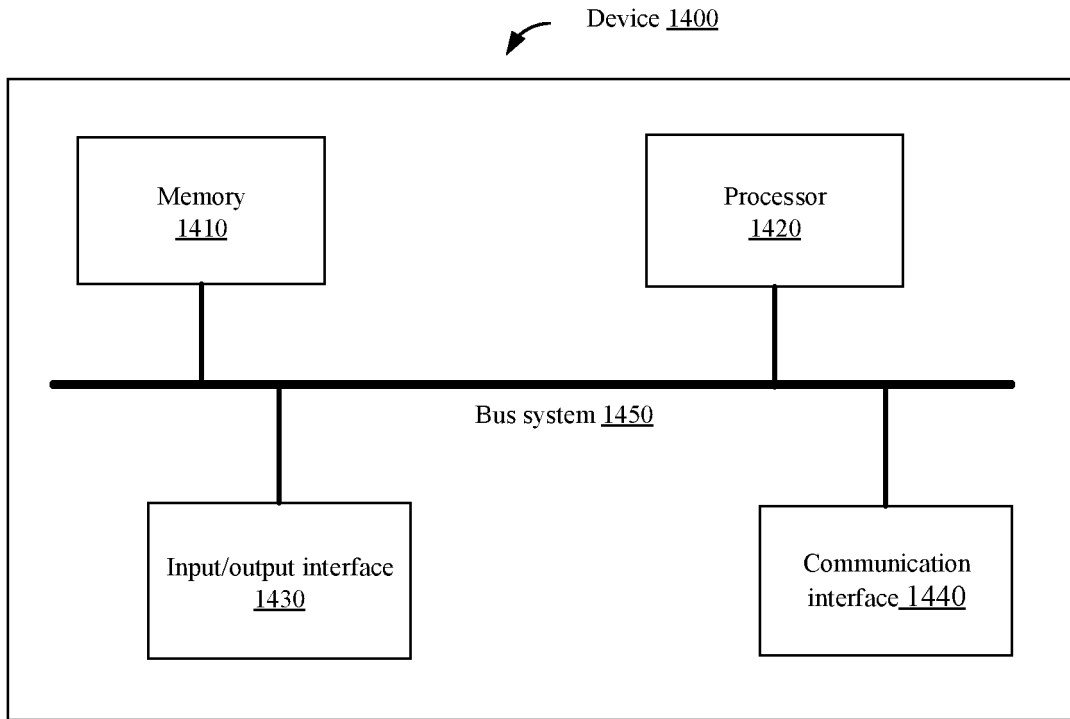 Device 1400
Memory
1410
Processor
1420
Bus system 1450
Input/output interface
1430
Communication
interface 1440